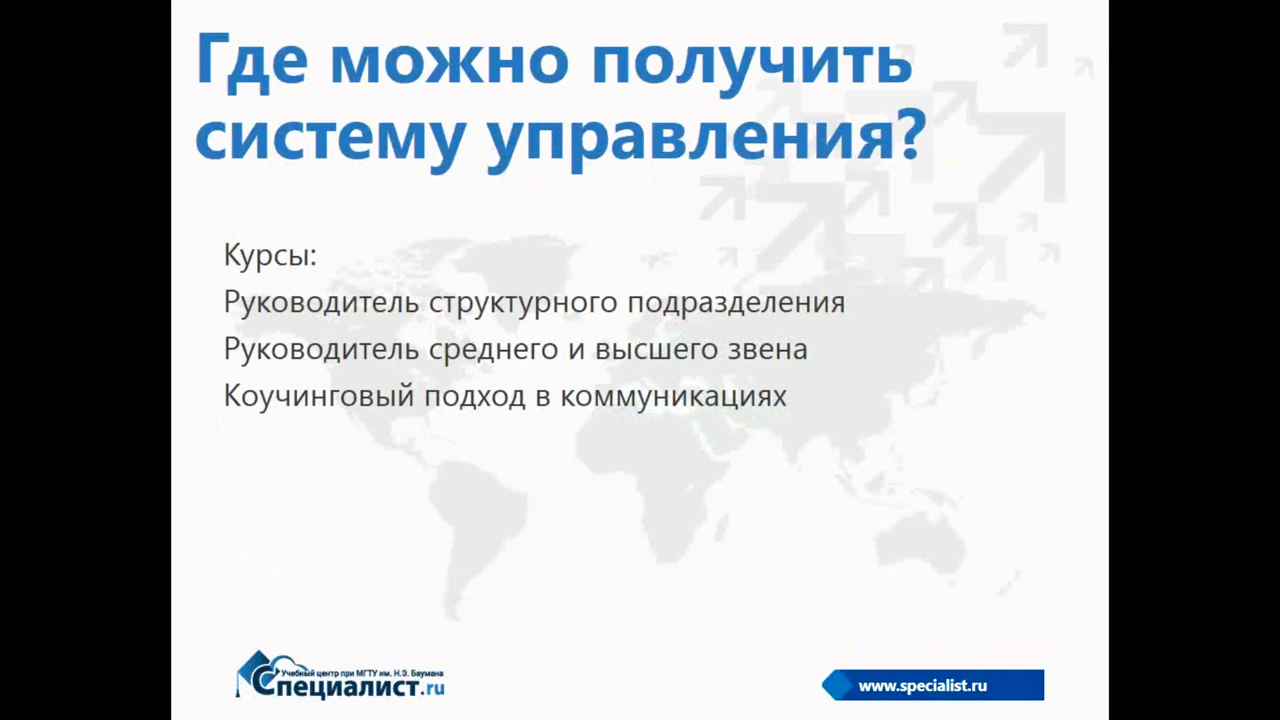 Где можно получить
систему управления?
Курсы:
Руководитель структурного подразделения
Руководитель среднего и высшего звена
Коучинговый подход в коммуникациях
Учебный центр при МГТУ им. Н.Э. Баумана
Специалист.ru
www.specialist.ru